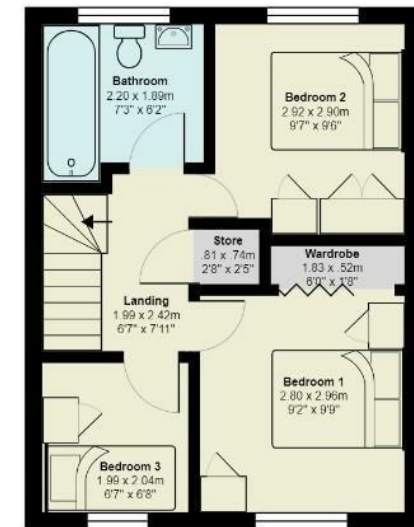 Bathroom
2.20 x 1.89m
7'3" x 6'2"
Bedroom 2
2.92 x 2.90m
9'7" x 9'6"
Store
.81 x .74m
2'8" x 2'5"
Wardrobe
1.83 x .52m
6'0" x 1'8"
Landing
1.99 x 2.42m
6'7" x 7'11"
Bedroom 1
2.80 x 2.96m
9'2" x 9'9"
Bedroom 3
1.99 x 2.04m
6'7" x 6'8"